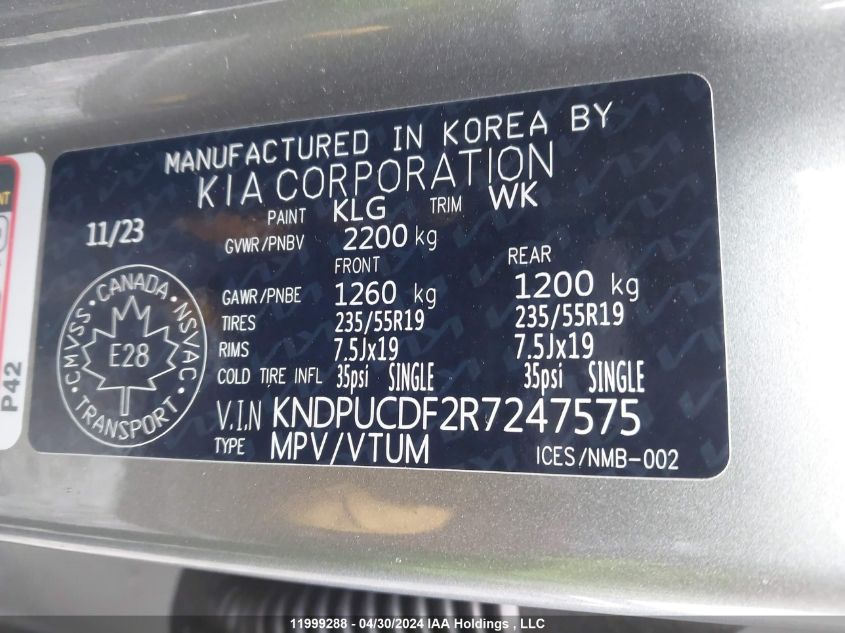 MANUFACTURED IN KOREA BY
KIA CORPORATION
PAINT KLG TRIM WK
11/23
GVWR/PNBV 2200 kg
FRONT REAR
GAWR/PNBE 1260 kg 1200 kg
TIRES 235/55R19 235/55R19
RIMS 7.5Jx19 7.5Jx19
COLD TIRE INFL 35psi SINGLE 35psi SINGLE
V.I.N KNDPUCDF2R7247575
TYPE MPV/VTUM
ICES/NMB-002
CMVSS • CANADA • NSVAC • TRANSPORT •
E28
P42
11999288 - 04/30/2024 IAA Holdings , LLC